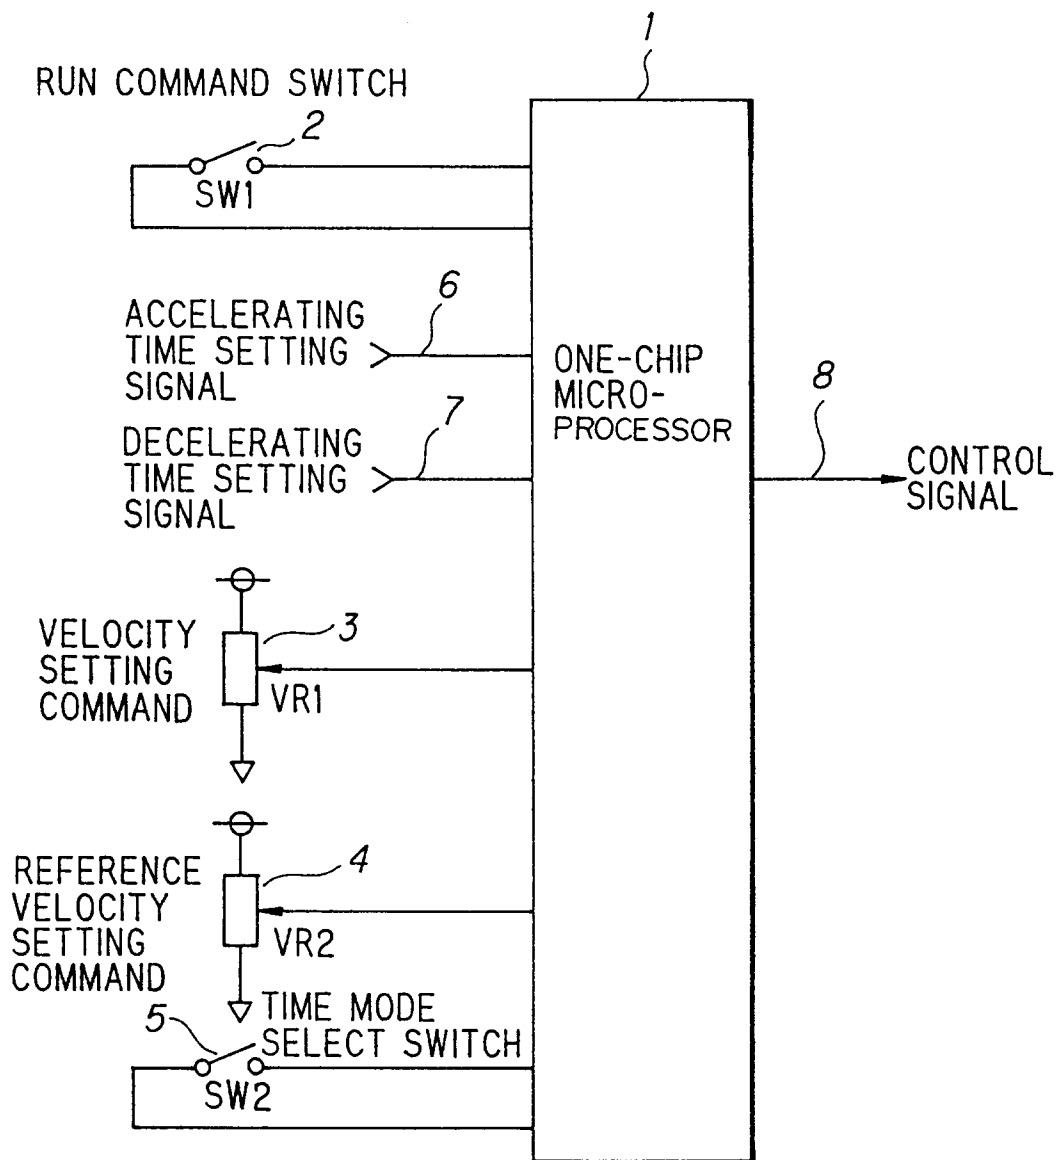 1
RUN COMMAND SWITCH
2
SW1
6
ACCELERATING
TIME SETTING
SIGNAL
ONE-CHIP
MICRO-
PROCESSOR
7
DECELERATING
TIME SETTING
SIGNAL
8
CONTROL
SIGNAL
3
VELOCITY
SETTING
COMMAND
VR1
4
REFERENCE
VELOCITY
SETTING
COMMAND
VR2
5
TIME MODE
SELECT SWITCH
SW2